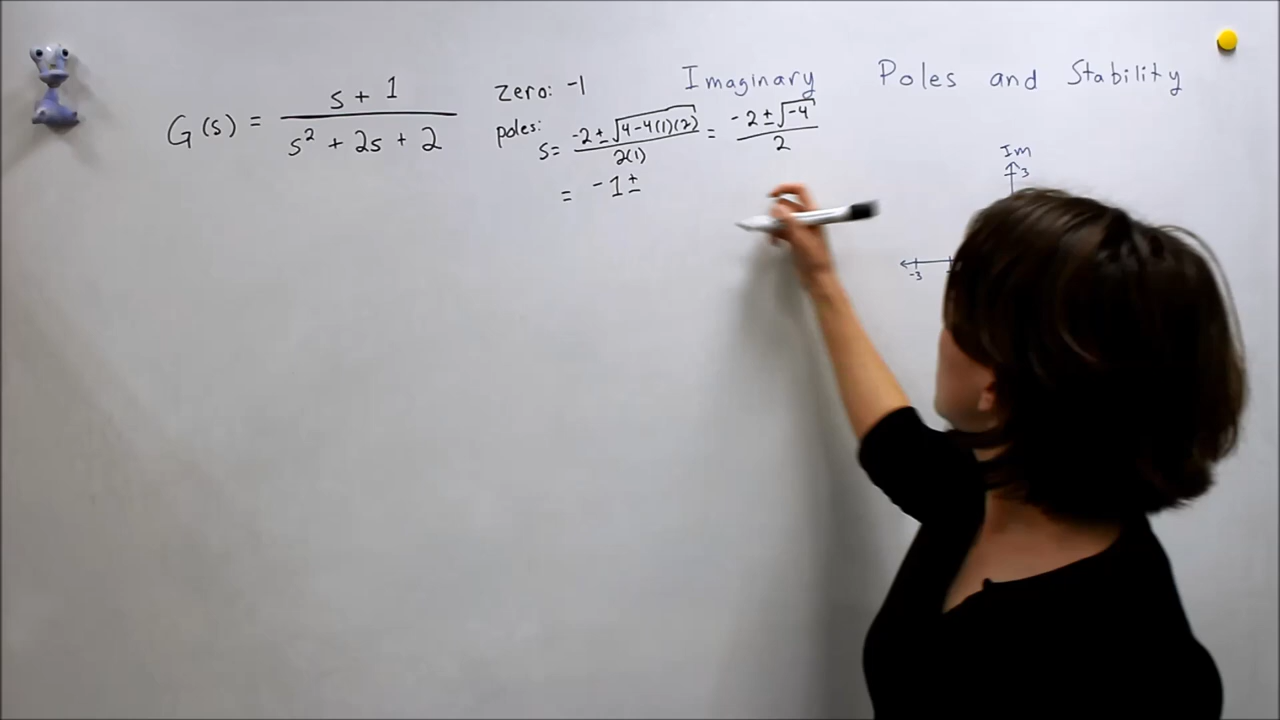 Imaginary Poles and Stability
G(s) = s + 1 / s² + 2s + 2
zero: -1
poles:
s = -2 ± √4-4(1)(2) / 2(1) = -2 ± √-4 / 2
= -1 ±
Im
3
-3